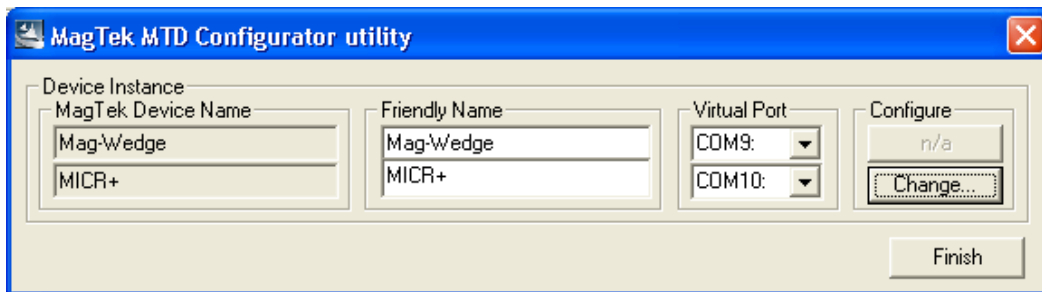 MagTek MTD Configurator utility
Device Instance
MagTek Device Name Friendly Name Virtual Port Configure
Mag-Wedge Mag-Wedge COM9: n/a
MICR+ MICR+ COM10: Change...
Finish